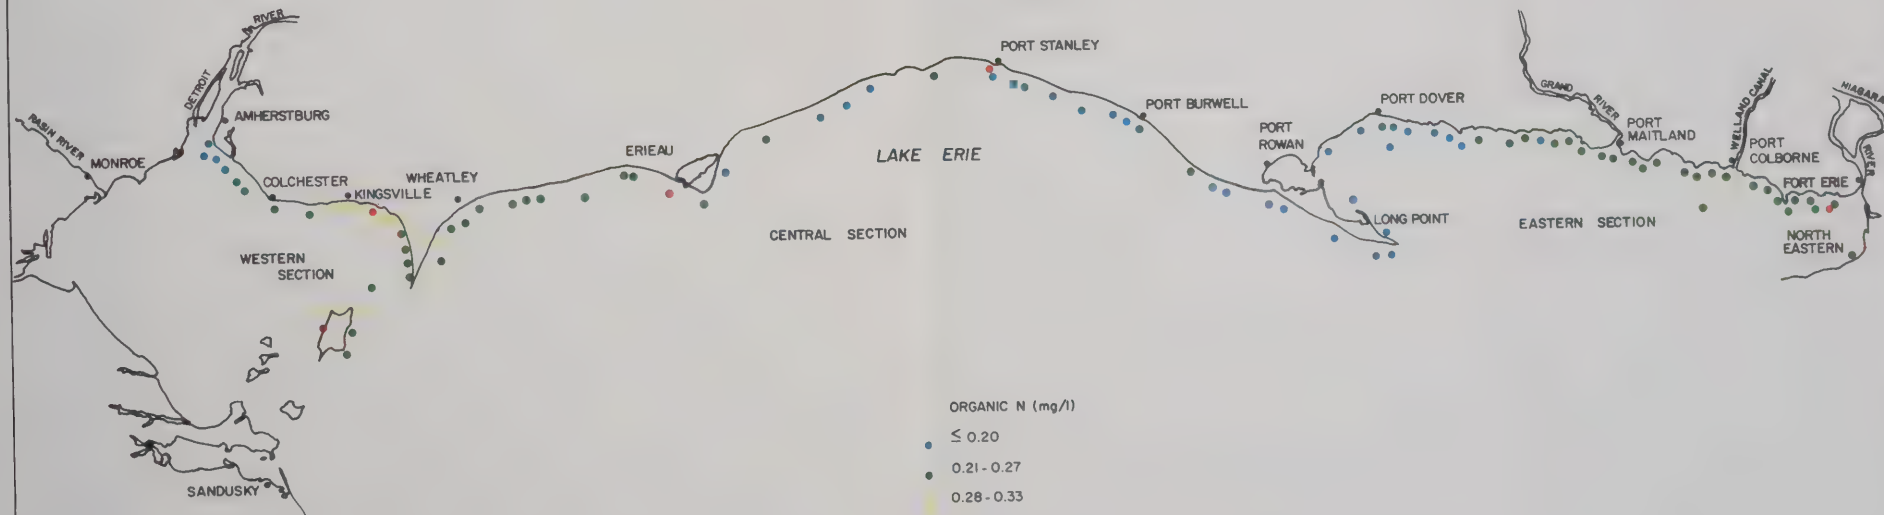 RIVER
DETROIT
RASIN RIVER
AMHERSTBURG
MONROE
COLCHESTER
KINGSVILLE
WHEATLEY
ERIEAU
WESTERN
SECTION
SANDUSKY
PORT STANLEY
LAKE ERIE
CENTRAL SECTION
PORT BURWELL
PORT
ROWAN
PORT DOVER
LONG POINT
GRAND
RIVER
PORT
MAITLAND
WELLAND CANAL
PORT
COLBORNE
NIAGARA
RIVER
FORT ERIE
EASTERN SECTION
NORTH
EASTERN
ORGANIC N (mg/l)
≤ 0.20
0.21 - 0.27
0.28 - 0.33